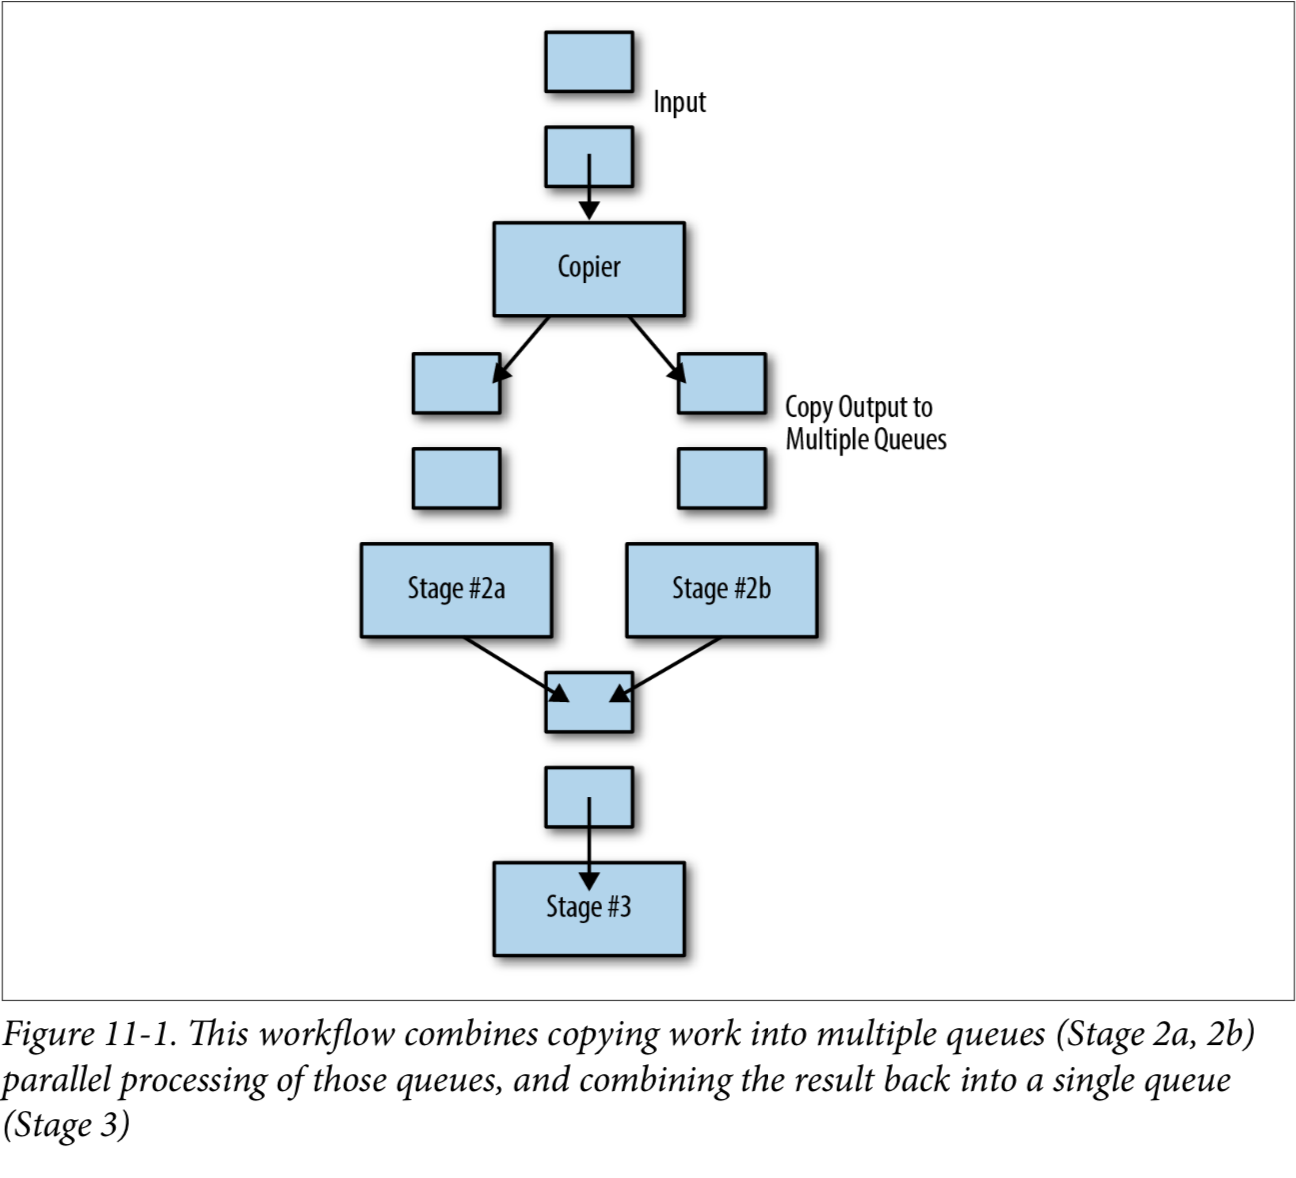 Input
Copier
Copy Output to
Multiple Queues
Stage #2a
Stage #2b
Stage #3
Figure 11-1. This workflow combines copying work into multiple queues (Stage 2a, 2b)
parallel processing of those queues, and combining the result back into a single queue
(Stage 3)